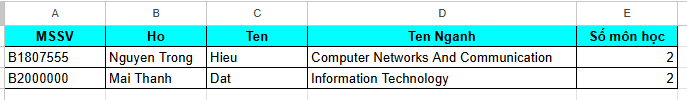 A B C D E
MSSV Ho Ten Ten Nganh Số môn học
B1807555 Nguyen Trong Hieu Computer Networks And Communication 2
B2000000 Mai Thanh Dat Information Technology 2